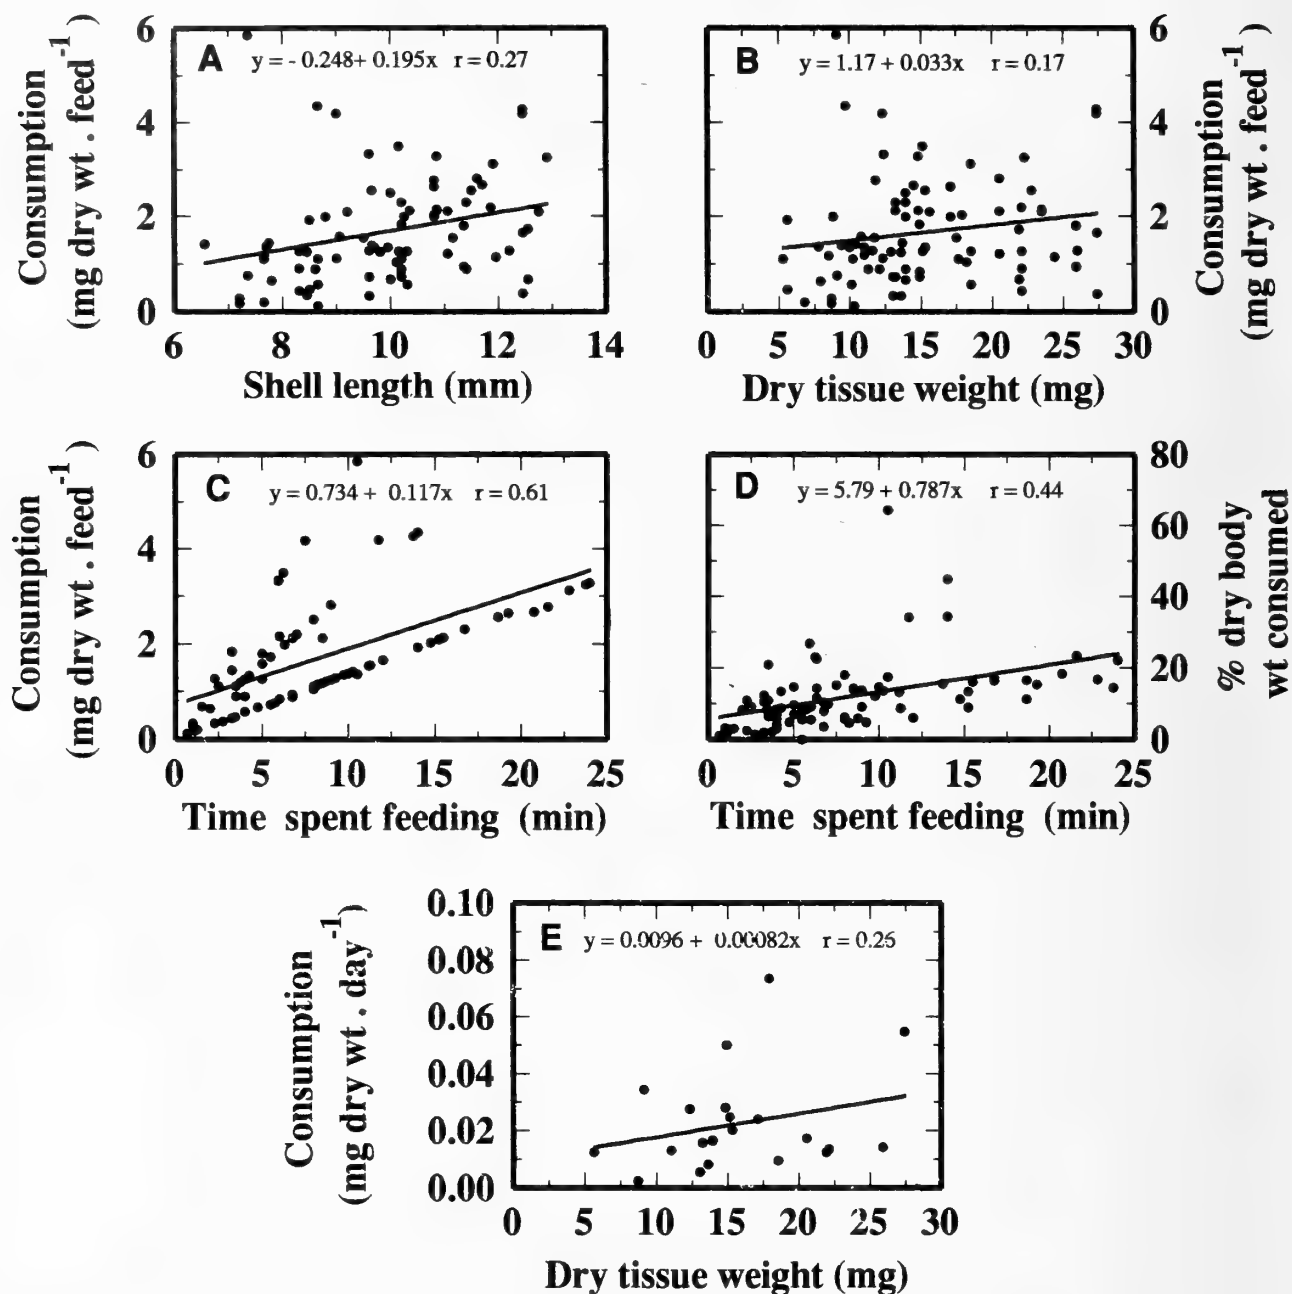 A y = - 0.248+ 0.195x r = 0.27
Consumption
(mg dry wt . feed⁻¹ )
6
4
2
0
6 8 10 12 14
Shell length (mm)
B y = 1.17 + 0.033x r = 0.17
6
4
2
0
Consumption
(mg dry wt. feed⁻¹ )
0 5 10 15 20 25 30
Dry tissue weight (mg)
C y = 0.734 + 0.117x r = 0.61
Consumption
(mg dry wt . feed⁻¹ )
6
4
2
0
0 5 10 15 20 25
Time spent feeding (min)
D y = 5.79 + 0.787x r = 0.44
80
60
40
20
0
% dry body
wt consumed
0 5 10 15 20 25
Time spent feeding (min)
E y = 0.0096 + 0.00082x r = 0.25
Consumption
(mg dry wt . day⁻¹ )
0.10
0.08
0.06
0.04
0.02
0.00
0 5 10 15 20 25 30
Dry tissue weight (mg)